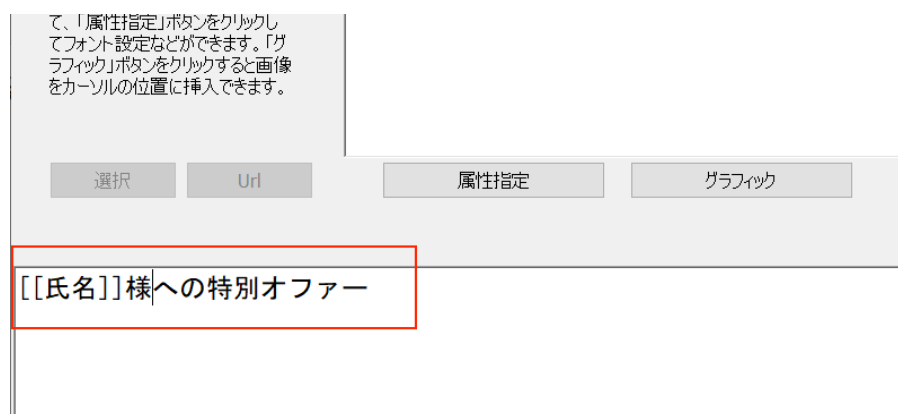 て、「属性指定」ボタンをクリックし
てフォント設定などができます。「グ
ラフィック」ボタンをクリックすると画像
をカーソルの位置に挿入できます。
選択
Url
属性指定
グラフィック
[[氏名]]様への特別オファー